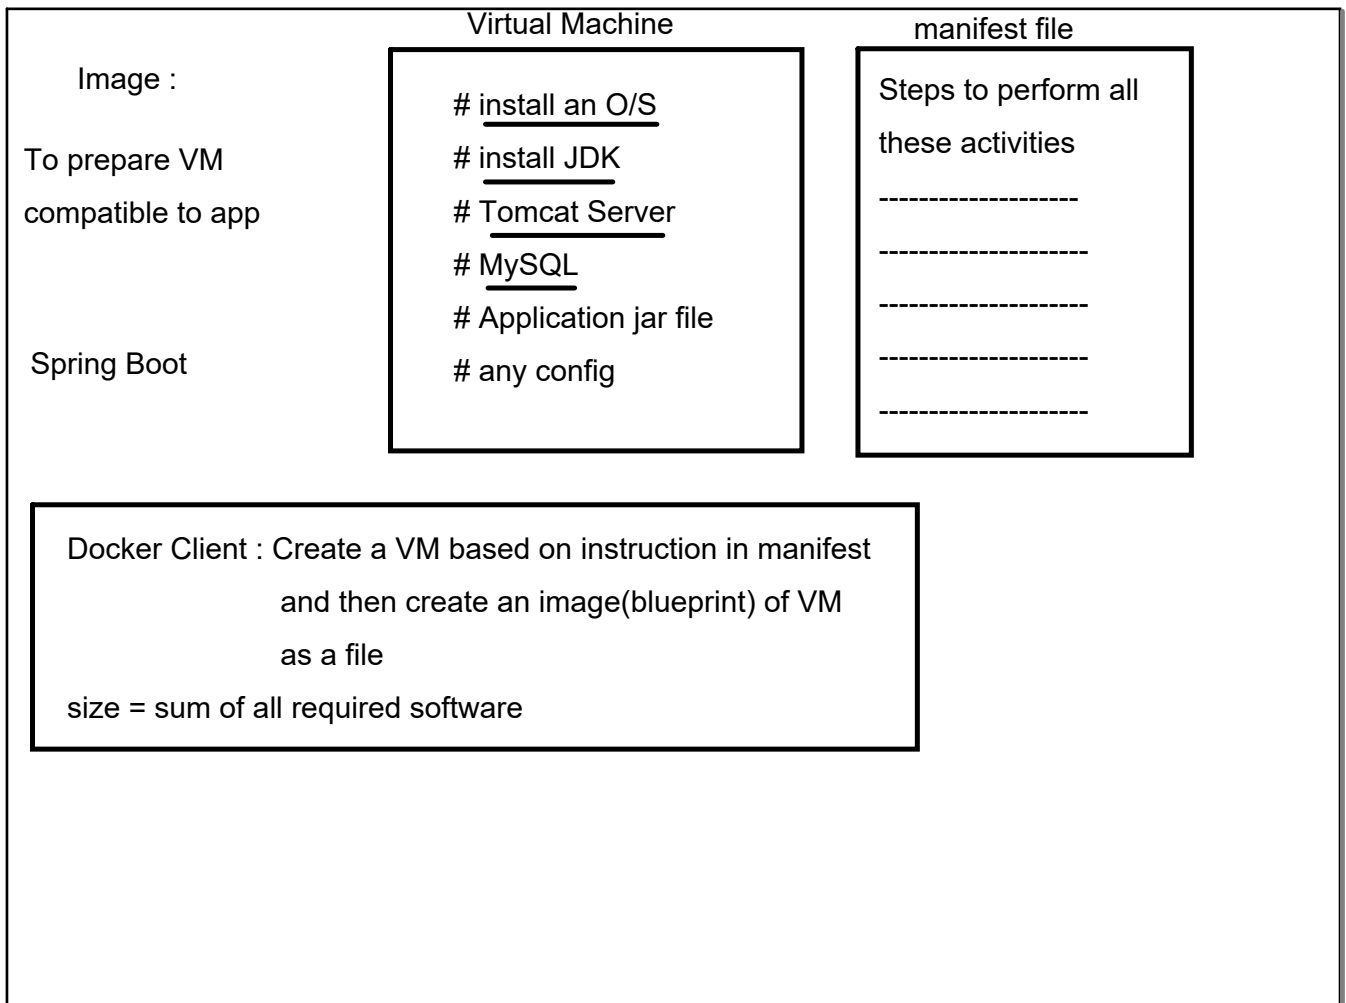 Virtual Machine
manifest file
Image :
To prepare VM
compatible to app
Spring Boot
# install an O/S
# install JDK
# Tomcat Server
# MySQL
# Application jar file
# any config
Steps to perform all
these activities
--------------------
---------------------
---------------------
---------------------
---------------------
Docker Client : Create a VM based on instruction in manifest
and then create an image(blueprint) of VM
as a file
size = sum of all required software